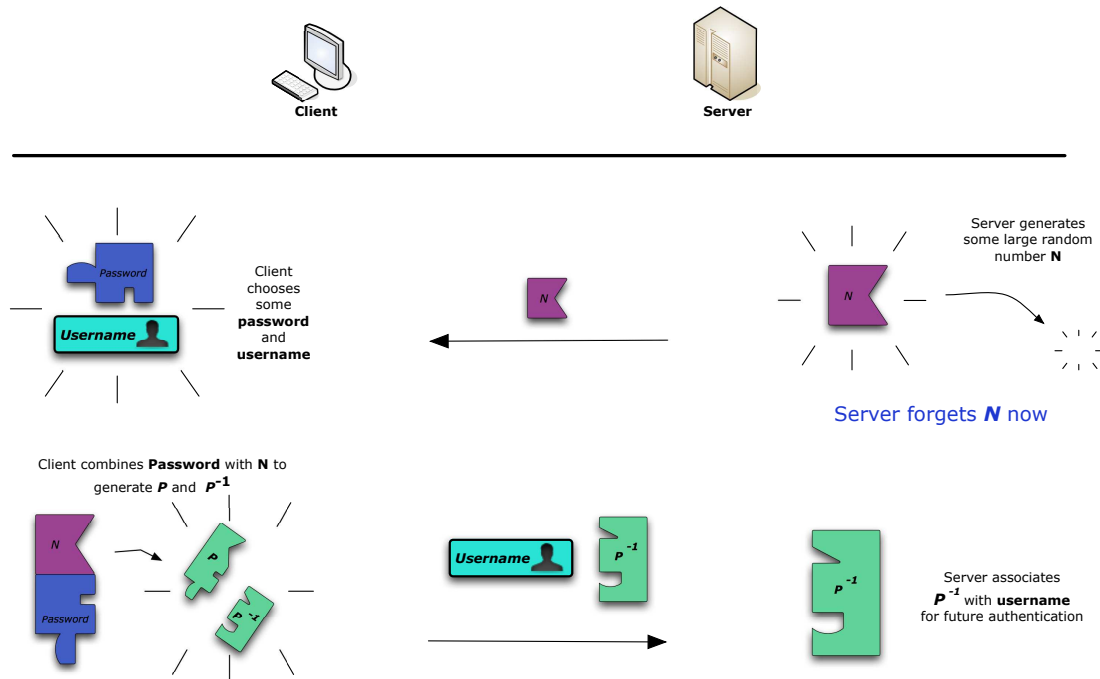 Client
Server
Password
Username
Client
chooses
some
password
and
username
N
N
Server generates
some large random
number N
Server forgets N now
Client combines Password with N to
generate P and P-1
N
Password
P
P-1
Username
P-1
P-1
Server associates
P-1 with username
for future authentication